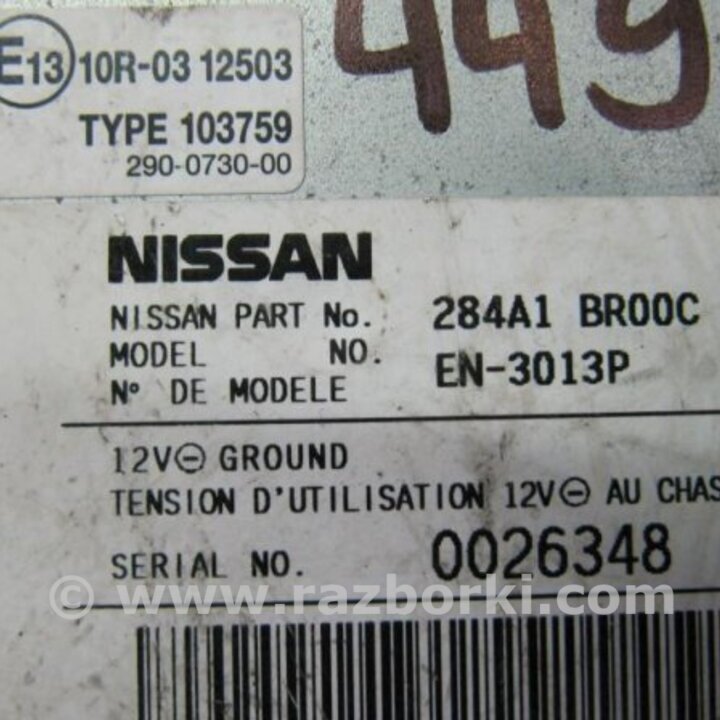 E13 10R-03 12503
449
TYPE 103759
290-0730-00
NISSAN
NISSAN PART No. 284A1 BR00C
MODEL NO. EN-3013P
N° DE MODELE
12V⊖ GROUND
TENSION D'UTILISATION 12V⊖ AU CHAS
SERIAL NO. 0026348
© www.razborki.com